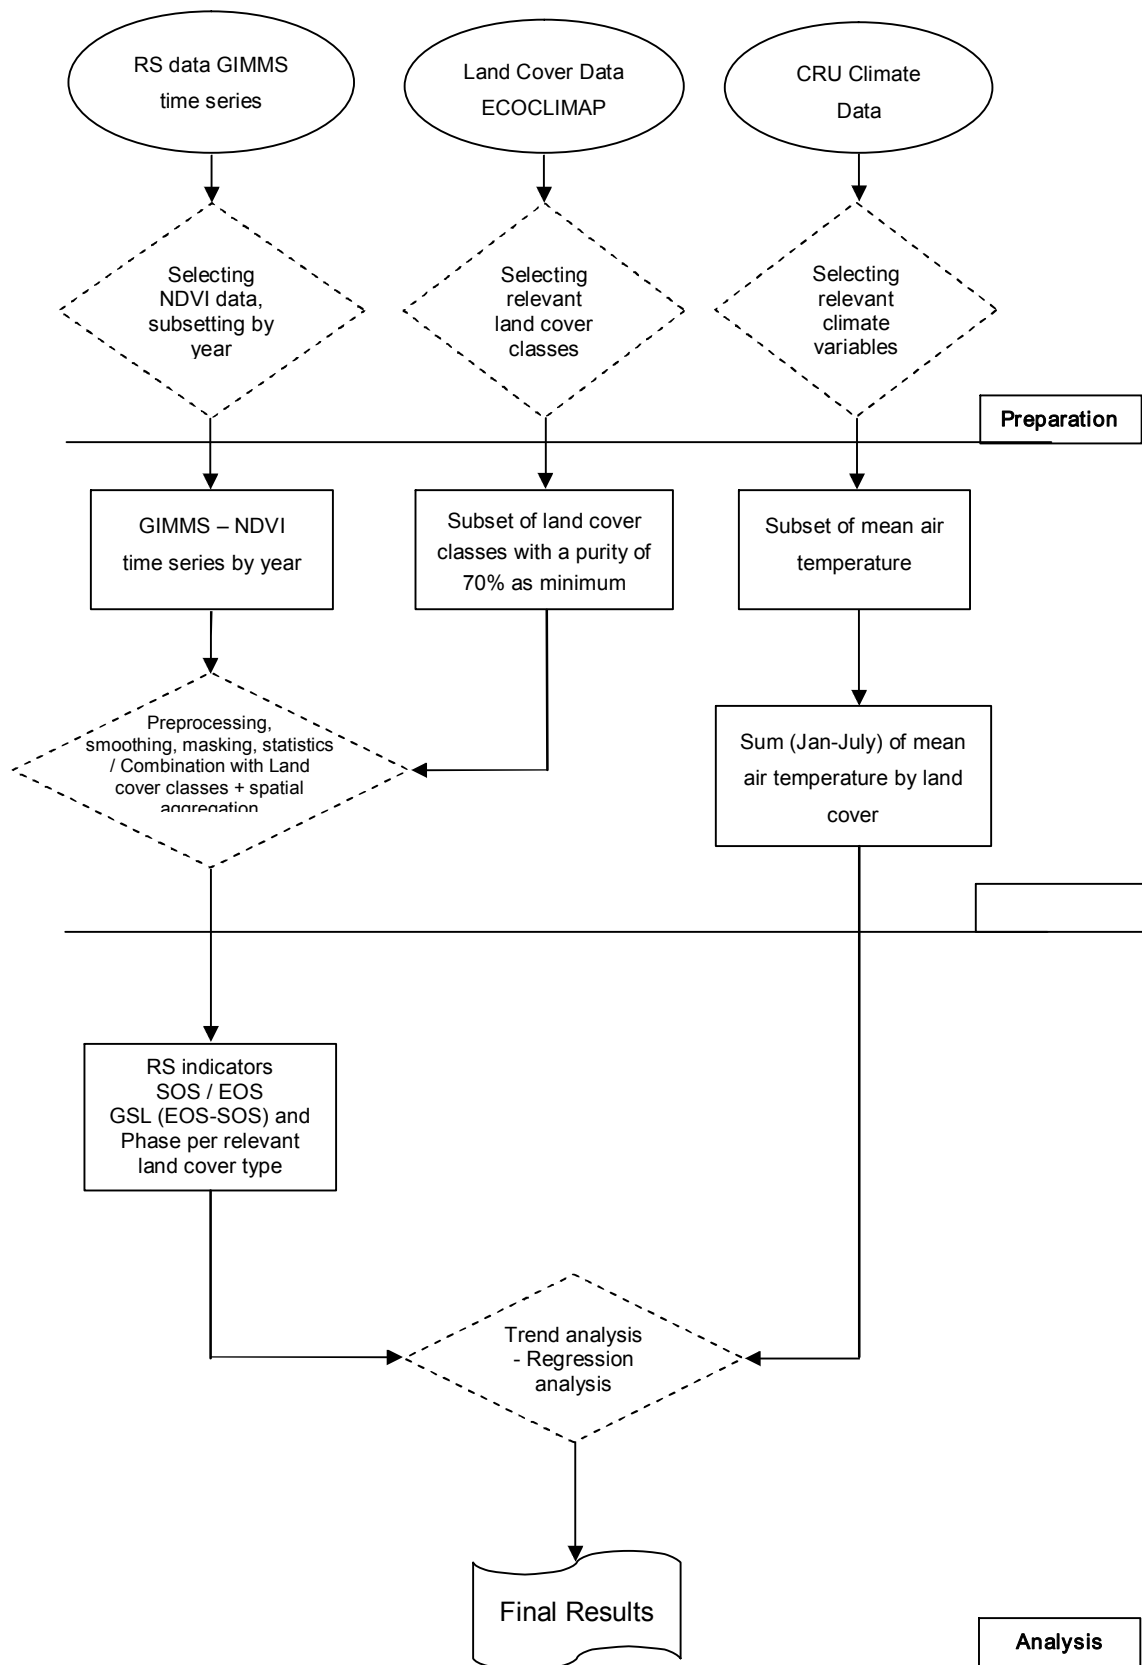 RS data GIMMS
time series
Land Cover Data
ECOCLIMAP
CRU Climate
Data
Selecting
NDVI data,
subsetting by
year
Selecting
relevant
land cover
classes
Selecting
relevant
climate
variables
Preparation
GIMMS – NDVI
time series by year
Subset of land cover
classes with a purity of
70% as minimum
Subset of mean air
temperature
Preprocessing,
smoothing, masking, statistics
/ Combination with Land
cover classes + spatial
aggregation
Sum (Jan-July) of mean
air temperature by land
cover
RS indicators
SOS / EOS
GSL (EOS-SOS) and
Phase per relevant
land cover type
Trend analysis
- Regression
analysis
Final Results
Analysis